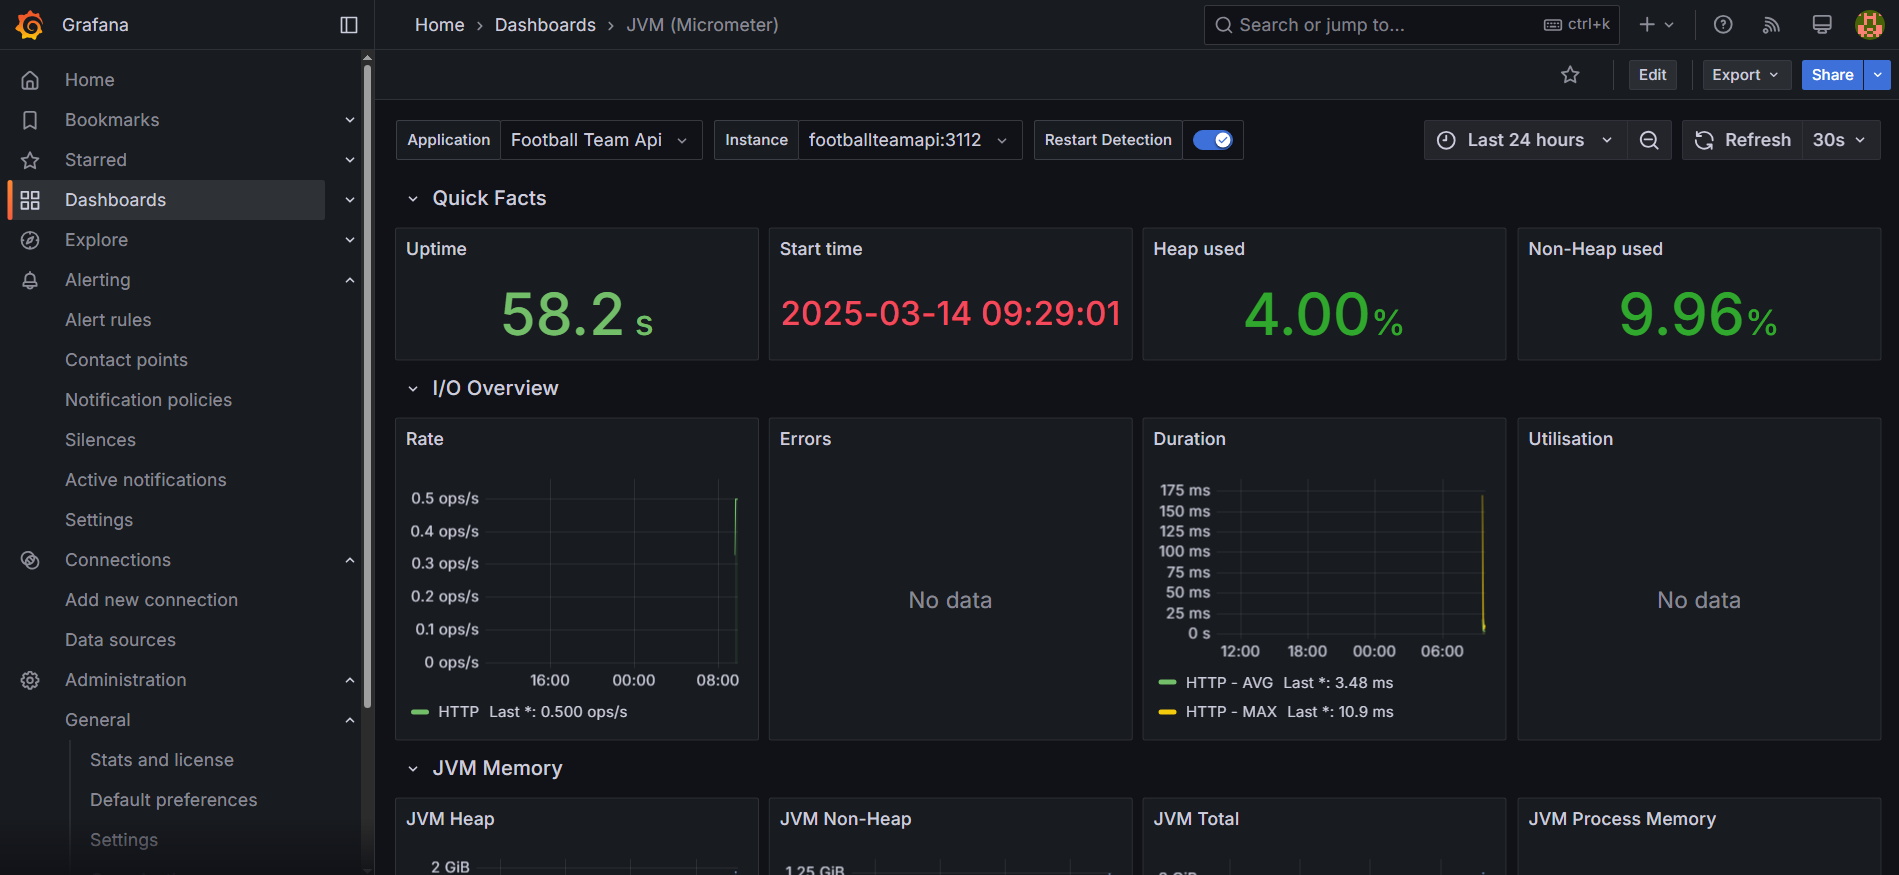 Grafana
Home › Dashboards › JVM (Micrometer)
Search or jump to...
ctrl+k
Edit
Export
Share
Home
Bookmarks
Starred
Dashboards
Explore
Alerting
Alert rules
Contact points
Notification policies
Silences
Active notifications
Settings
Connections
Add new connection
Data sources
Administration
General
Stats and license
Default preferences
Settings
Application
Football Team Api
Instance
footballteamapi:3112
Restart Detection
Last 24 hours
Refresh
30s
Quick Facts
Uptime
58.2 s
Start time
2025-03-14 09:29:01
Heap used
4.00%
Non-Heap used
9.96%
I/O Overview
Rate
0.5 ops/s
0.4 ops/s
0.3 ops/s
0.2 ops/s
0.1 ops/s
0 ops/s
16:00 00:00 08:00
HTTP Last *: 0.500 ops/s
Errors
No data
Duration
175 ms
150 ms
125 ms
100 ms
75 ms
50 ms
25 ms
0 s
12:00 18:00 00:00 06:00
HTTP - AVG Last *: 3.48 ms
HTTP - MAX Last *: 10.9 ms
Utilisation
No data
JVM Memory
JVM Heap
2 GiB
JVM Non-Heap
1.25 GiB
JVM Total
JVM Process Memory